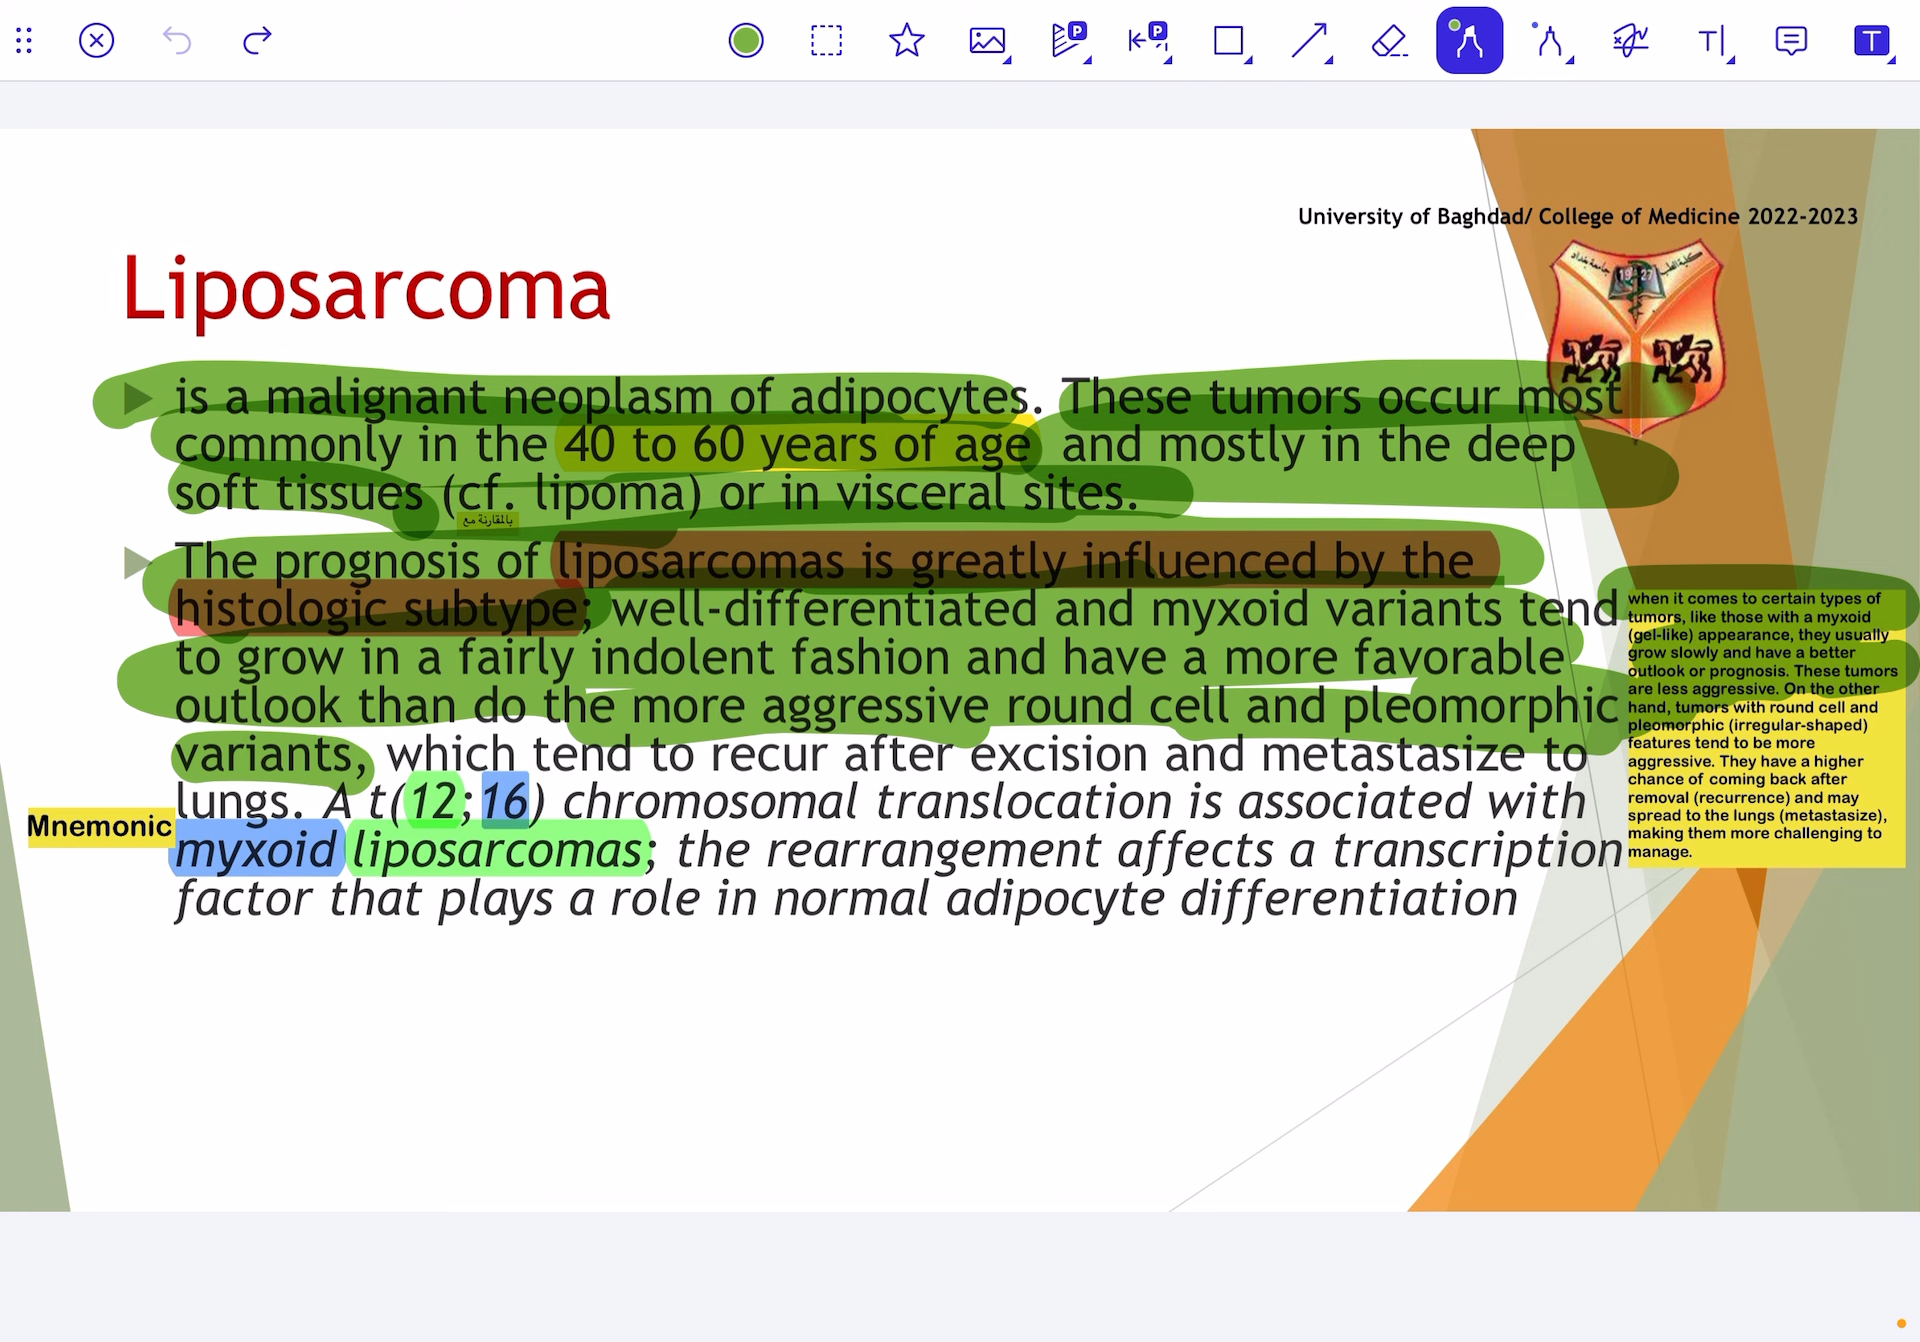 University of Baghdad/ College of Medicine 2022-2023
كلية الطب جامعة بغداد
19 27
Liposarcoma
is a malignant neoplasm of adipocytes. These tumors occur most
commonly in the 40 to 60 years of age and mostly in the deep
soft tissues (cf. lipoma) or in visceral sites.
بالمقارنة مع
The prognosis of liposarcomas is greatly influenced by the
histologic subtype; well-differentiated and myxoid variants tend
to grow in a fairly indolent fashion and have a more favorable
outlook than do the more aggressive round cell and pleomorphic
variants, which tend to recur after excision and metastasize to
lungs. A t(12;16) chromosomal translocation is associated with
myxoid liposarcomas; the rearrangement affects a transcription
factor that plays a role in normal adipocyte differentiation
Mnemonic
when it comes to certain types of
tumors, like those with a myxoid
(gel-like) appearance, they usually
grow slowly and have a better
outlook or prognosis. These tumors
are less aggressive. On the other
hand, tumors with round cell and
pleomorphic (irregular-shaped)
features tend to be more
aggressive. They have a higher
chance of coming back after
removal (recurrence) and may
spread to the lungs (metastasize),
making them more challenging to
manage.